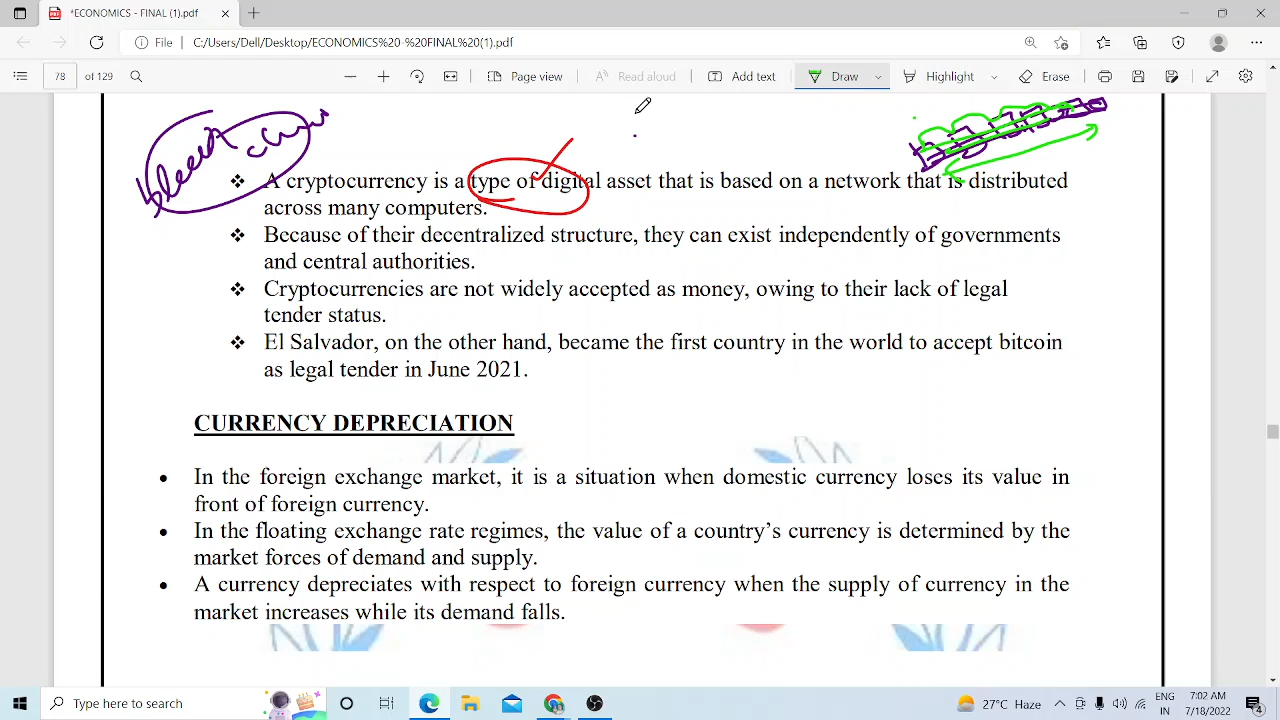 *ECONOMICS - FINAL (1).pdf
File C:/Users/Dell/Desktop/ECONOMICS%20-%20FINAL%20(1).pdf
78 of 129 Page view Read aloud Add text Draw Highlight Erase
❖ A cryptocurrency is a type of digital asset that is based on a network that is distributed
across many computers.
❖ Because of their decentralized structure, they can exist independently of governments
and central authorities.
❖ Cryptocurrencies are not widely accepted as money, owing to their lack of legal
tender status.
❖ El Salvador, on the other hand, became the first country in the world to accept bitcoin
as legal tender in June 2021.
CURRENCY DEPRECIATION
• In the foreign exchange market, it is a situation when domestic currency loses its value in
front of foreign currency.
• In the floating exchange rate regimes, the value of a country’s currency is determined by the
market forces of demand and supply.
• A currency depreciates with respect to foreign currency when the supply of currency in the
market increases while its demand falls.
Type here to search 27°C Haze ENG 7:02 AM
IN 7/18/2022 4